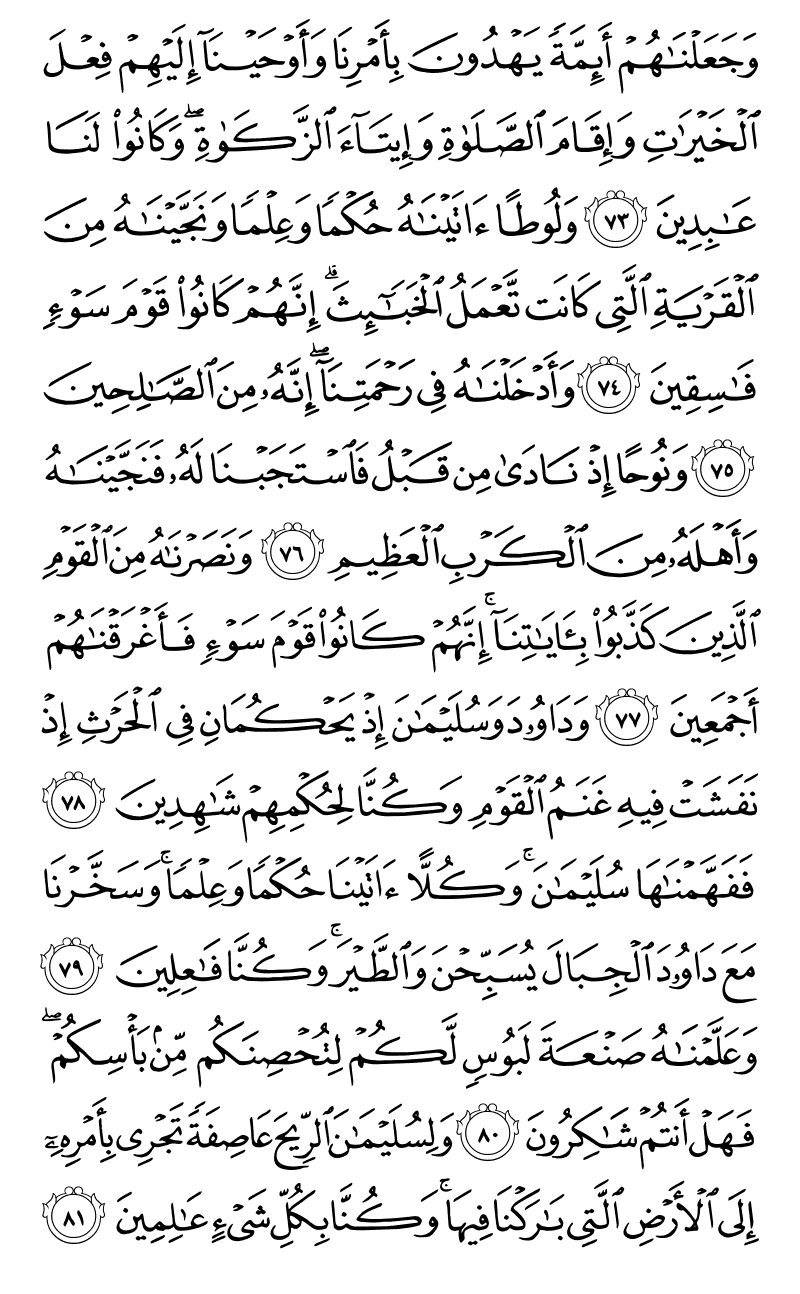 وَجَعَلْنَٰهُمْ أَئِمَّةً يَهْدُونَ بِأَمْرِنَا وَأَوْحَيْنَآ إِلَيْهِمْ فِعْلَ
ٱلْخَيْرَٰتِ وَإِقَامَ ٱلصَّلَوٰةِ وَإِيتَآءَ ٱلزَّكَوٰةِ ۖ وَكَانُوا۟ لَنَا
عَٰبِدِينَ ٧٣ وَلُوطًا ءَاتَيْنَٰهُ حُكْمًا وَعِلْمًا وَنَجَّيْنَٰهُ مِنَ
ٱلْقَرْيَةِ ٱلَّتِى كَانَت تَّعْمَلُ ٱلْخَبَٰٓئِثَ ۗ إِنَّهُمْ كَانُوا۟ قَوْمَ سَوْءٍ
فَٰسِقِينَ ٧٤ وَأَدْخَلْنَٰهُ فِى رَحْمَتِنَآ ۖ إِنَّهُۥ مِنَ ٱلصَّٰلِحِينَ
٧٥ وَنُوحًا إِذْ نَادَىٰ مِن قَبْلُ فَٱسْتَجَبْنَا لَهُۥ فَنَجَّيْنَٰهُ
وَأَهْلَهُۥ مِنَ ٱلْكَرْبِ ٱلْعَظِيمِ ٧٦ وَنَصَرْنَٰهُ مِنَ ٱلْقَوْمِ
ٱلَّذِينَ كَذَّبُوا۟ بِـَٔايَٰتِنَآ ۚ إِنَّهُمْ كَانُوا۟ قَوْمَ سَوْءٍ فَأَغْرَقْنَٰهُمْ
أَجْمَعِينَ ٧٧ وَدَاوُۥدَ وَسُلَيْمَٰنَ إِذْ يَحْكُمَانِ فِى ٱلْحَرْثِ إِذْ
نَفَشَتْ فِيهِ غَنَمُ ٱلْقَوْمِ وَكُنَّا لِحُكْمِهِمْ شَٰهِدِينَ ٧٨
فَفَهَّمْنَٰهَا سُلَيْمَٰنَ ۚ وَكُلًّا ءَاتَيْنَا حُكْمًا وَعِلْمًا ۚ وَسَخَّرْنَا
مَعَ دَاوُۥدَ ٱلْجِبَالَ يُسَبِّحْنَ وَٱلطَّيْرَ ۚ وَكُنَّا فَٰعِلِينَ ٧٩
وَعَلَّمْنَٰهُ صَنْعَةَ لَبُوسٍ لَّكُمْ لِتُحْصِنَكُم مِّنۢ بَأْسِكُمْ ۖ
فَهَلْ أَنتُمْ شَٰكِرُونَ ٨٠ وَلِسُلَيْمَٰنَ ٱلرِّيحَ عَاصِفَةً تَجْرِى بِأَمْرِهِۦٓ
إِلَى ٱلْأَرْضِ ٱلَّتِى بَٰرَكْنَا فِيهَا ۚ وَكُنَّا بِكُلِّ شَىْءٍ عَٰلِمِينَ ٨١